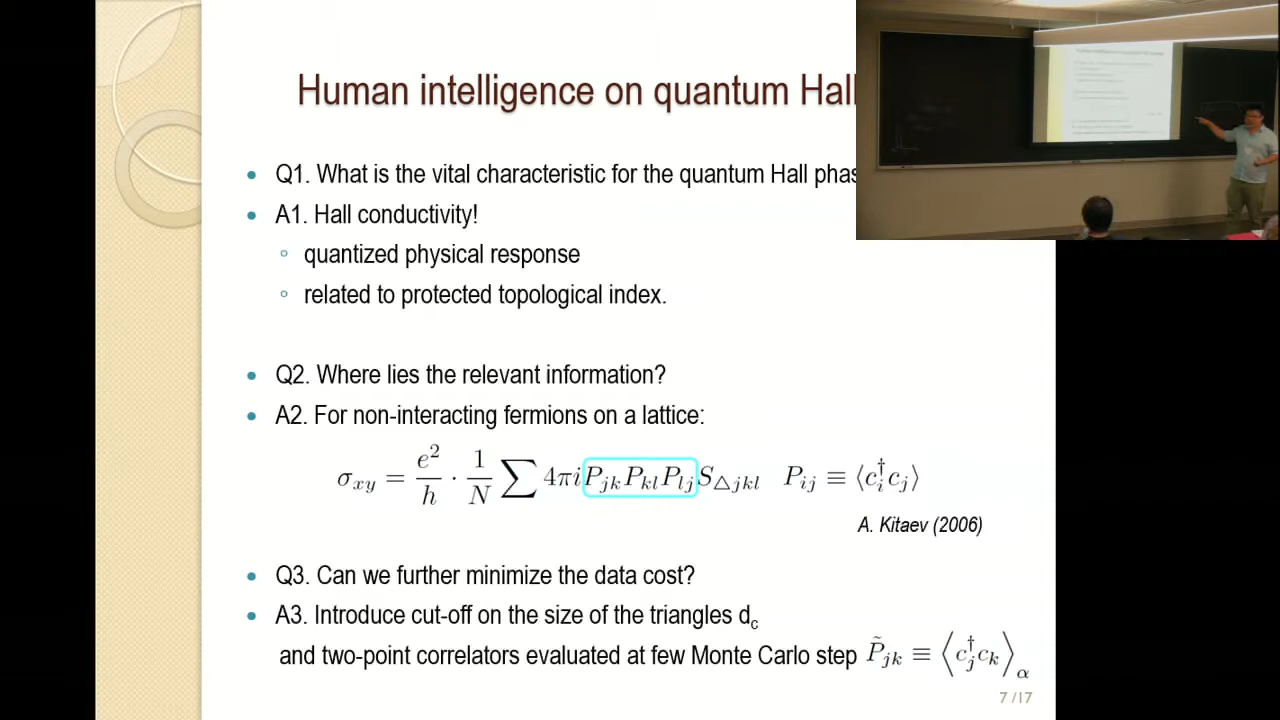 Human intelligence on quantum Hall
Q1. What is the vital characteristic for the quantum Hall phas
A1. Hall conductivity!
quantized physical response
related to protected topological index.
Q2. Where lies the relevant information?
A2. For non-interacting fermions on a lattice:
σ_xy = e²/h · 1/N ∑ 4πi P_jk P_kl P_lj S_△jkl   P_ij ≡ ⟨c_i† c_j⟩
A. Kitaev (2006)
Q3. Can we further minimize the data cost?
A3. Introduce cut-off on the size of the triangles d_c
and two-point correlators evaluated at few Monte Carlo step P̃_jk ≡ ⟨c_j† c_k⟩_α
7 /17